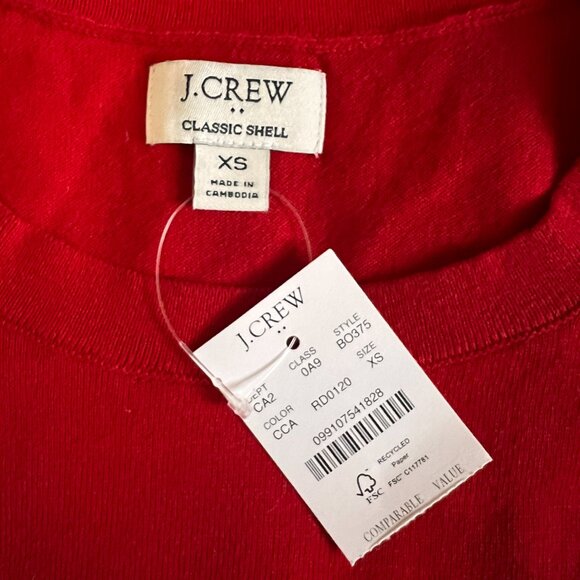 J.CREW
CLASSIC SHELL
XS
MADE IN
CAMBODIA
J.CREW
DEPT CLASS STYLE
CA2 0A9 BO375
COLOR SIZE
CCA RD0120 XS
099107541828
RECYCLED
Paper
FSC FSC™ C117781
COMPARABLE VALUE